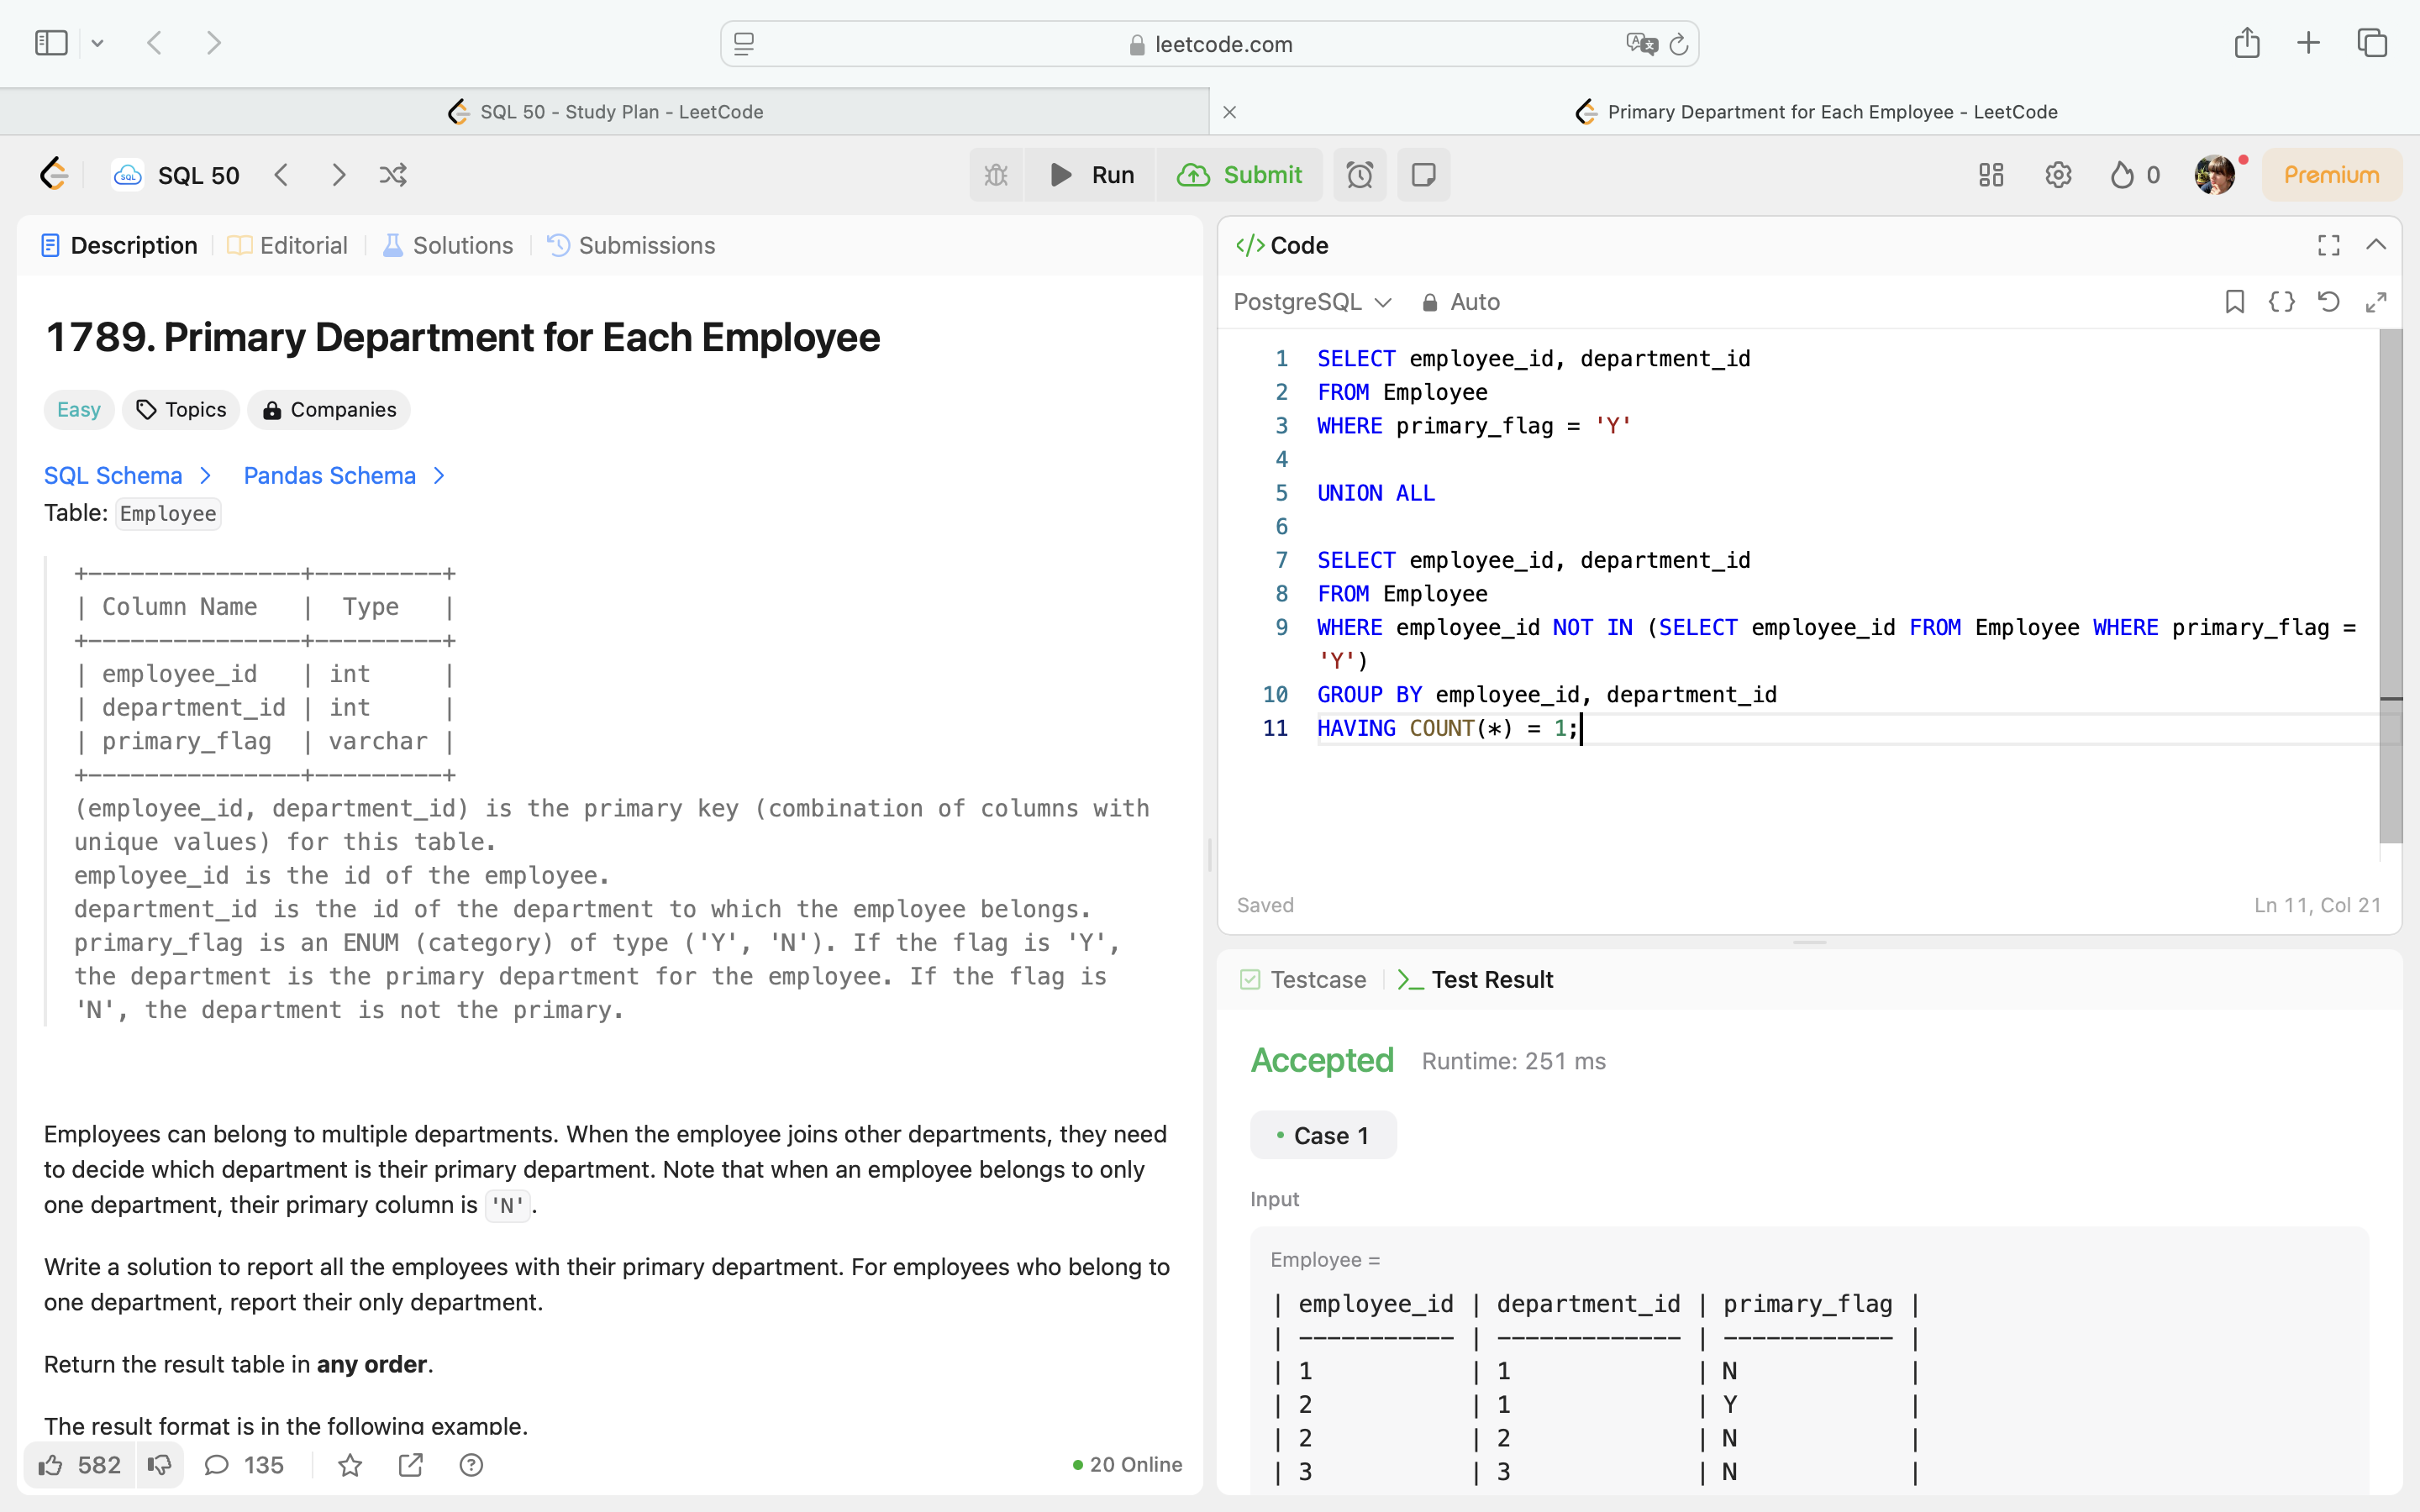 leetcode.com
SQL 50 - Study Plan - LeetCode
Primary Department for Each Employee - LeetCode
SQL 50
Run
Submit
0
Premium
Description
Editorial
Solutions
Submissions
1789. Primary Department for Each Employee
Easy
Topics
Companies
SQL Schema
Pandas Schema
Table: Employee
+---------------+---------+
| Column Name   |  Type   |
+---------------+---------+
| employee_id   | int     |
| department_id | int     |
| primary_flag  | varchar |
+---------------+---------+
(employee_id, department_id) is the primary key (combination of columns with
unique values) for this table.
employee_id is the id of the employee.
department_id is the id of the department to which the employee belongs.
primary_flag is an ENUM (category) of type ('Y', 'N'). If the flag is 'Y',
the department is the primary department for the employee. If the flag is
'N', the department is not the primary.
Employees can belong to multiple departments. When the employee joins other departments, they need
to decide which department is their primary department. Note that when an employee belongs to only
one department, their primary column is 'N'.
Write a solution to report all the employees with their primary department. For employees who belong to
one department, report their only department.
Return the result table in any order.
The result format is in the following example.
582
135
20 Online
Code
PostgreSQL
Auto
1 SELECT employee_id, department_id
2 FROM Employee
3 WHERE primary_flag = 'Y'
4
5 UNION ALL
6
7 SELECT employee_id, department_id
8 FROM Employee
9 WHERE employee_id NOT IN (SELECT employee_id FROM Employee WHERE primary_flag =
'Y')
10 GROUP BY employee_id, department_id
11 HAVING COUNT(*) = 1;
Saved
Ln 11, Col 21
Testcase
Test Result
Accepted
Runtime: 251 ms
Case 1
Input
Employee =
| employee_id | department_id | primary_flag |
| ----------- | ------------- | ------------ |
| 1           | 1             | N            |
| 2           | 1             | Y            |
| 2           | 2             | N            |
| 3           | 3             | N            |